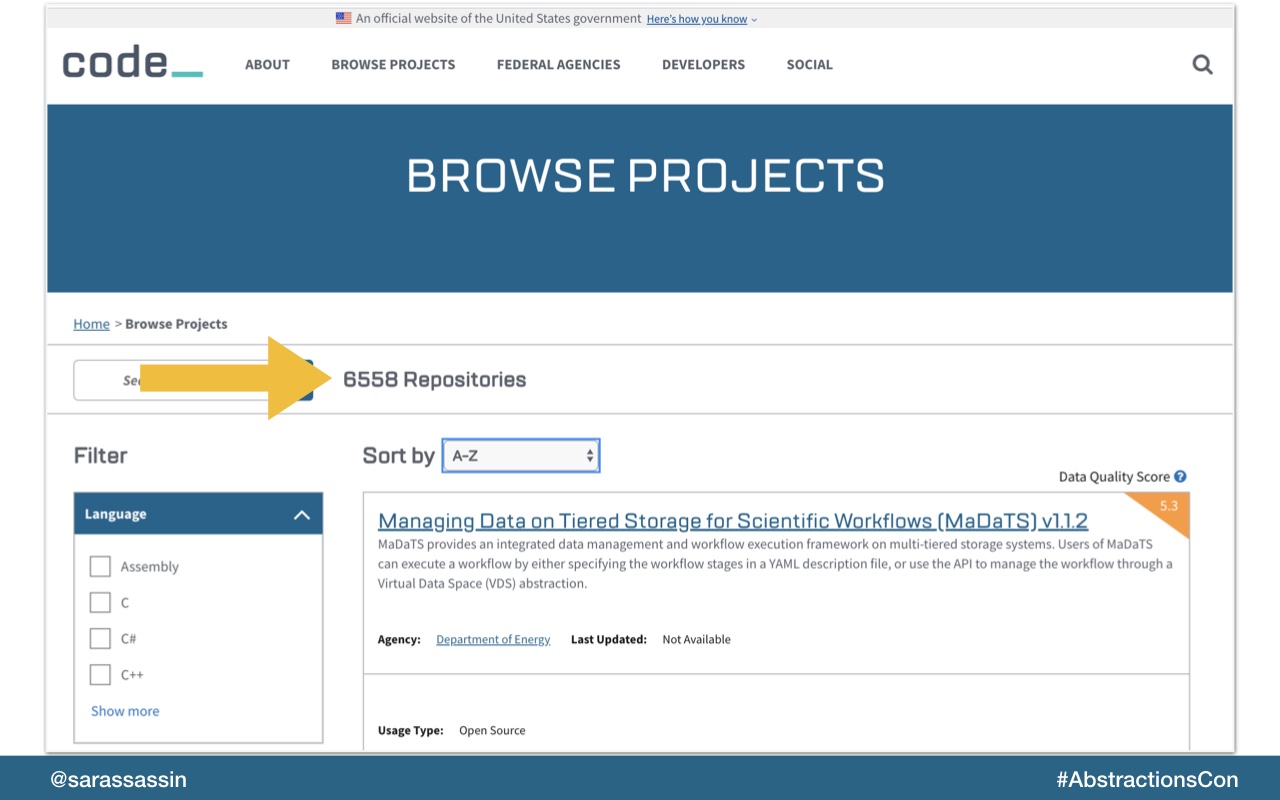 An official website of the United States government Here's how you know
code_
ABOUT BROWSE PROJECTS FEDERAL AGENCIES DEVELOPERS SOCIAL
BROWSE PROJECTS
Home > Browse Projects
6558 Repositories
Filter
Sort by A-Z
Data Quality Score ?
Language
5.3
Managing Data on Tiered Storage for Scientific Workflows (MaDaTS) v1.1.2
MaDaTS provides an integrated data management and workflow execution framework on multi-tiered storage systems. Users of MaDaTS
can execute a workflow by either specifying the workflow stages in a YAML description file, or use the API to manage the workflow through a
Virtual Data Space (VDS) abstraction.
Assembly
C
C#
C++
Show more
Agency: Department of Energy Last Updated: Not Available
Usage Type: Open Source
@sarassassin
#AbstractionsCon